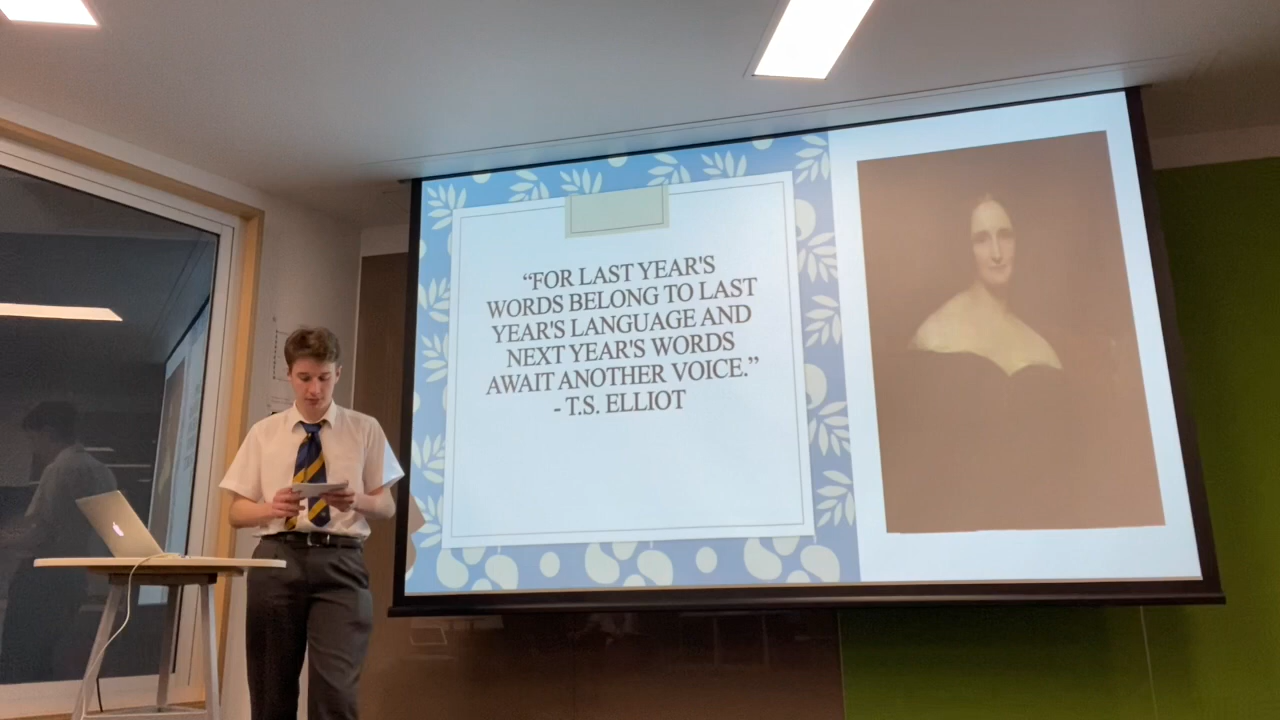 “FOR LAST YEAR'S
WORDS BELONG TO LAST
YEAR'S LANGUAGE AND
NEXT YEAR'S WORDS
AWAIT ANOTHER VOICE.”
- T.S. ELLIOT